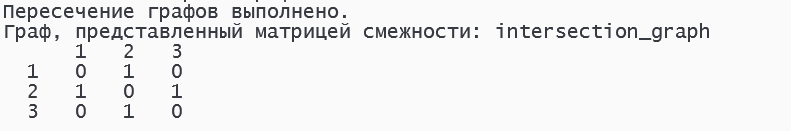 Пересечение графов выполнено.
Граф, представленный матрицей смежности: intersection_graph
1 2 3
1 0 1 0
2 1 0 1
3 0 1 0